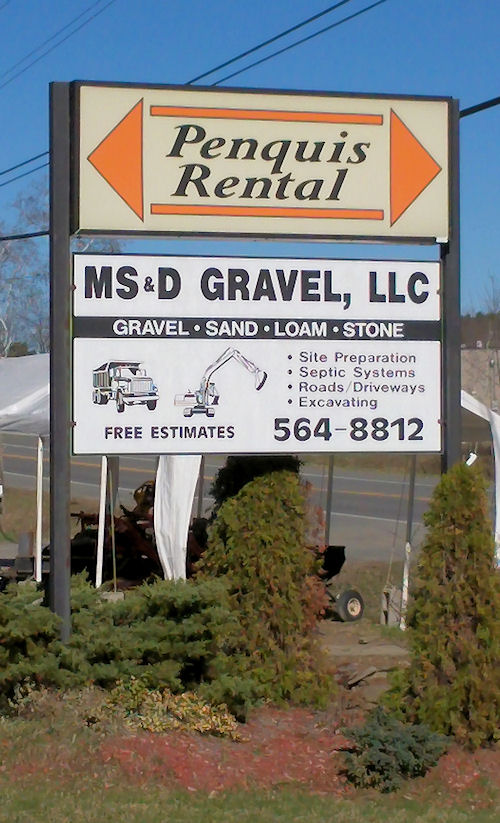 Penquis
Rental
MS&D GRAVEL, LLC
GRAVEL • SAND • LOAM • STONE
• Site Preparation
• Septic Systems
• Roads/Driveways
• Excavating
FREE ESTIMATES
564-8812